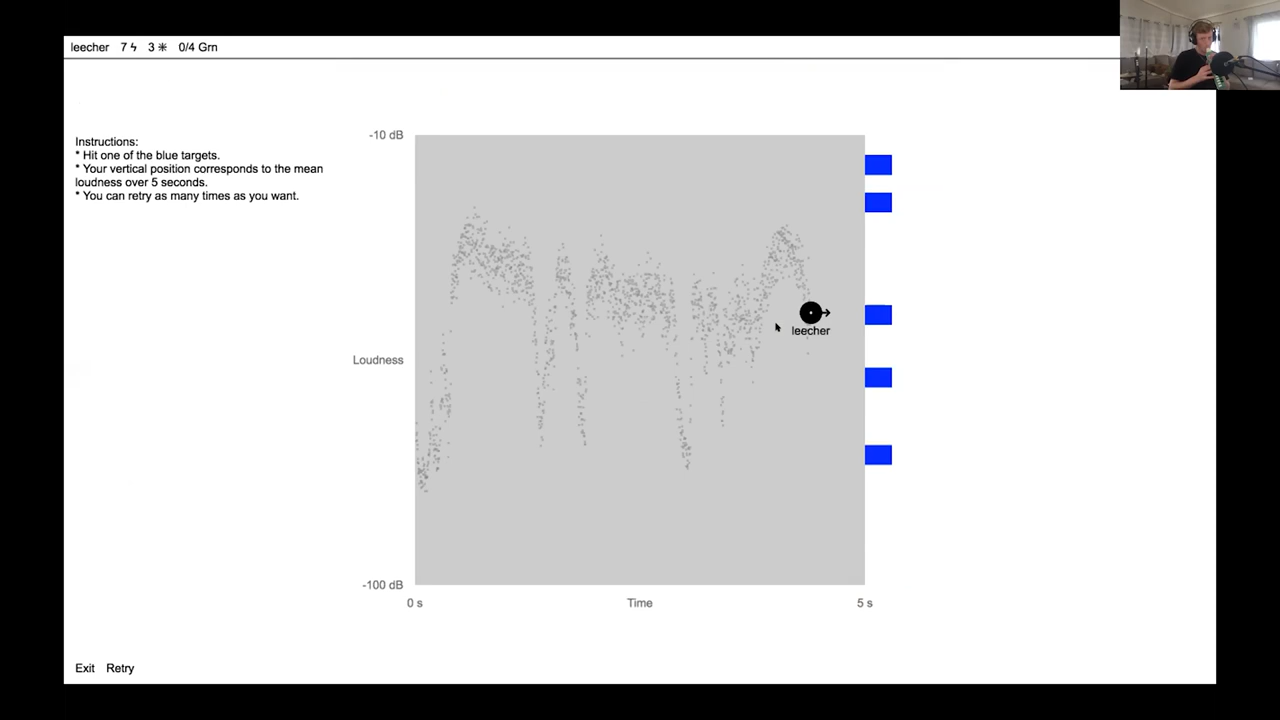 leecher 7 ϟ 3 ✳ 0/4 Grn
Instructions:
* Hit one of the blue targets.
* Your vertical position corresponds to the mean
loudness over 5 seconds.
* You can retry as many times as you want.
-10 dB
leecher
Loudness
-100 dB
0 s Time 5 s
Exit Retry